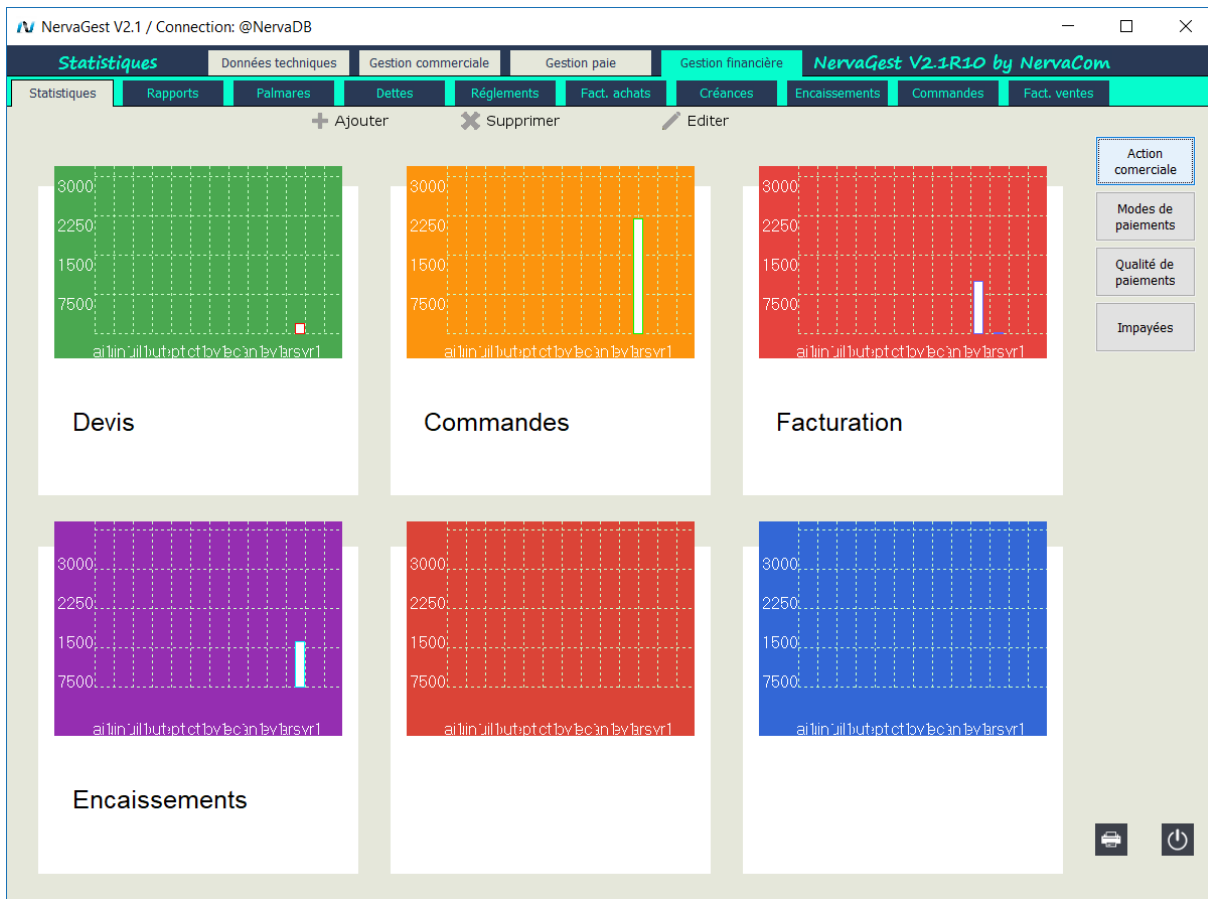 NervaGest V2.1 / Connection: @NervaDB
Statistiques Données techniques Gestion commerciale Gestion paie Gestion financière NervaGest V2.1R10 by NervaCom
Statistiques Rapports Palmares Dettes Réglements Fact. achats Créances Encaissements Commandes Fact. ventes
Ajouter Supprimer Editer
Action
comerciale
Modes de
paiements
Qualité de
paiements
Impayées
3000
2250
1500
7500
Devis
3000
2250
1500
7500
Commandes
3000
2250
1500
7500
Facturation
3000
2250
1500
7500
Encaissements
3000
2250
1500
7500
3000
2250
1500
7500